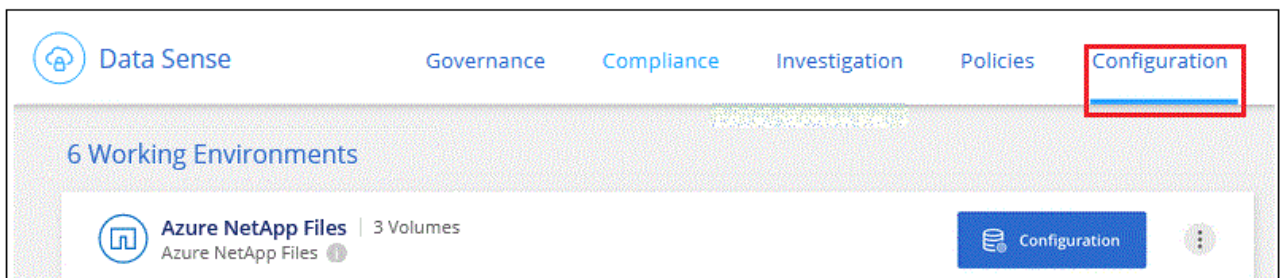 Data Sense Governance Compliance Investigation Policies Configuration
6 Working Environments
Azure NetApp Files | 3 Volumes
Azure NetApp Files
Configuration